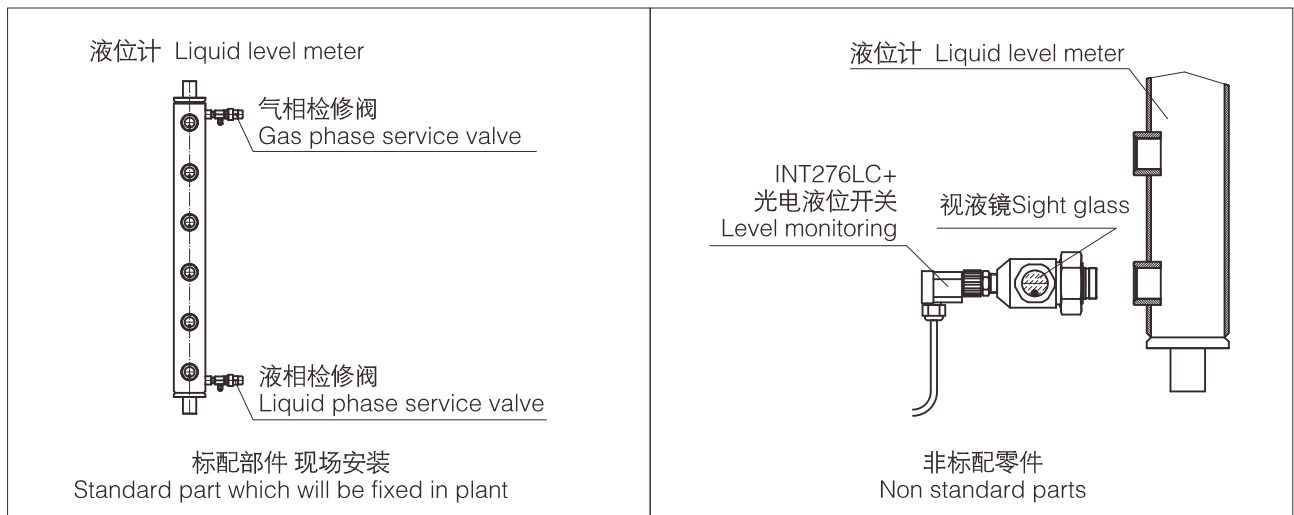 液位计 Liquid level meter
气相检修阀
Gas phase service valve
液相检修阀
Liquid phase service valve
标配部件 现场安装
Standard part which will be fixed in plant
液位计 Liquid level meter
INT276LC+
光电液位开关
Level monitoring
视液镜Sight glass
非标配零件
Non standard parts